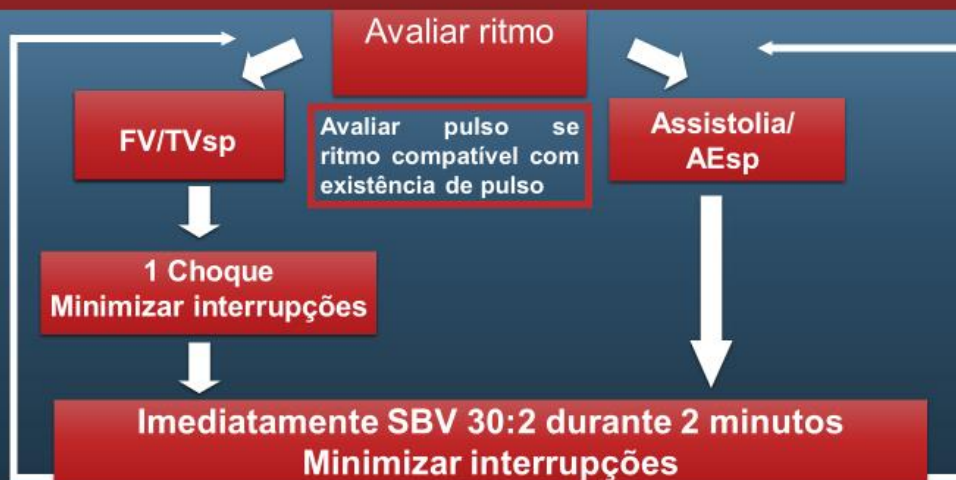 Avaliar ritmo
FV/TVsp
Avaliar pulso se
ritmo compatível com
existência de pulso
Assistolia/
AEsp
1 Choque
Minimizar interrupções
Imediatamente SBV 30:2 durante 2 minutos
Minimizar interrupções